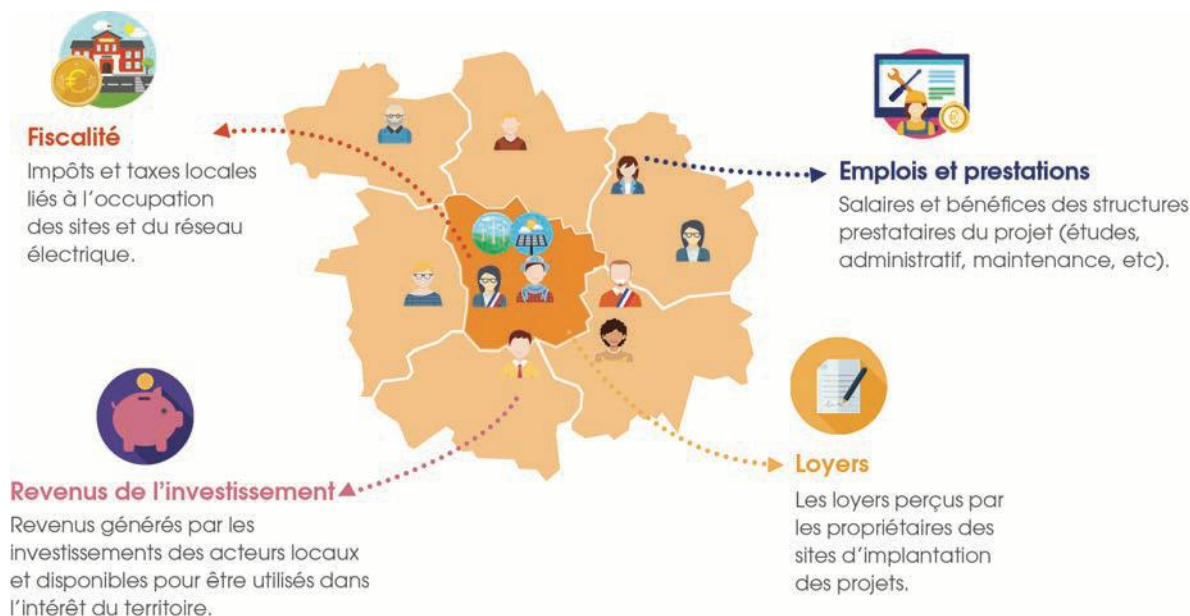 Fiscalité
Impôts et taxes locales
liés à l'occupation
des sites et du réseau
électrique.
Emplois et prestations
Salaires et bénéfices des structures
prestataires du projet (études,
administratif, maintenance, etc).
Revenus de l'investissement
Revenus générés par les
investissements des acteurs locaux
et disponibles pour être utilisés dans
l'intérêt du territoire.
Loyers
Les loyers perçus par
les propriétaires des
sites d'implantation
des projets.